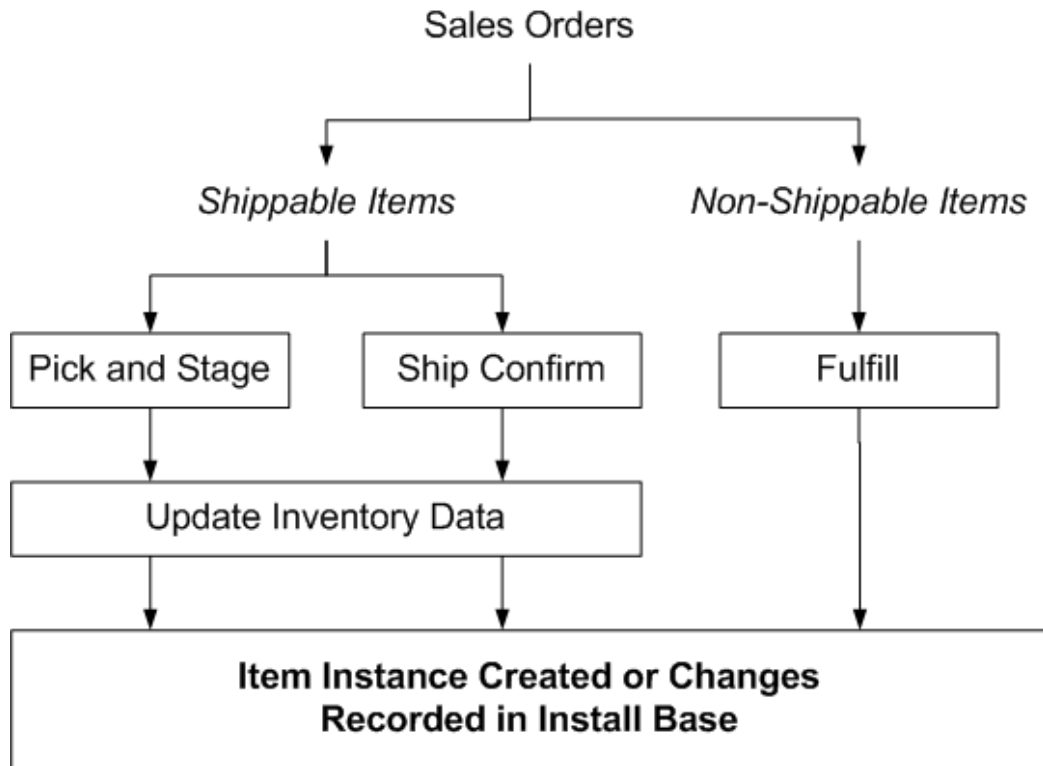 Sales Orders
Shippable Items
Non-Shippable Items
Pick and Stage
Ship Confirm
Fulfill
Update Inventory Data
Item Instance Created or Changes
Recorded in Install Base